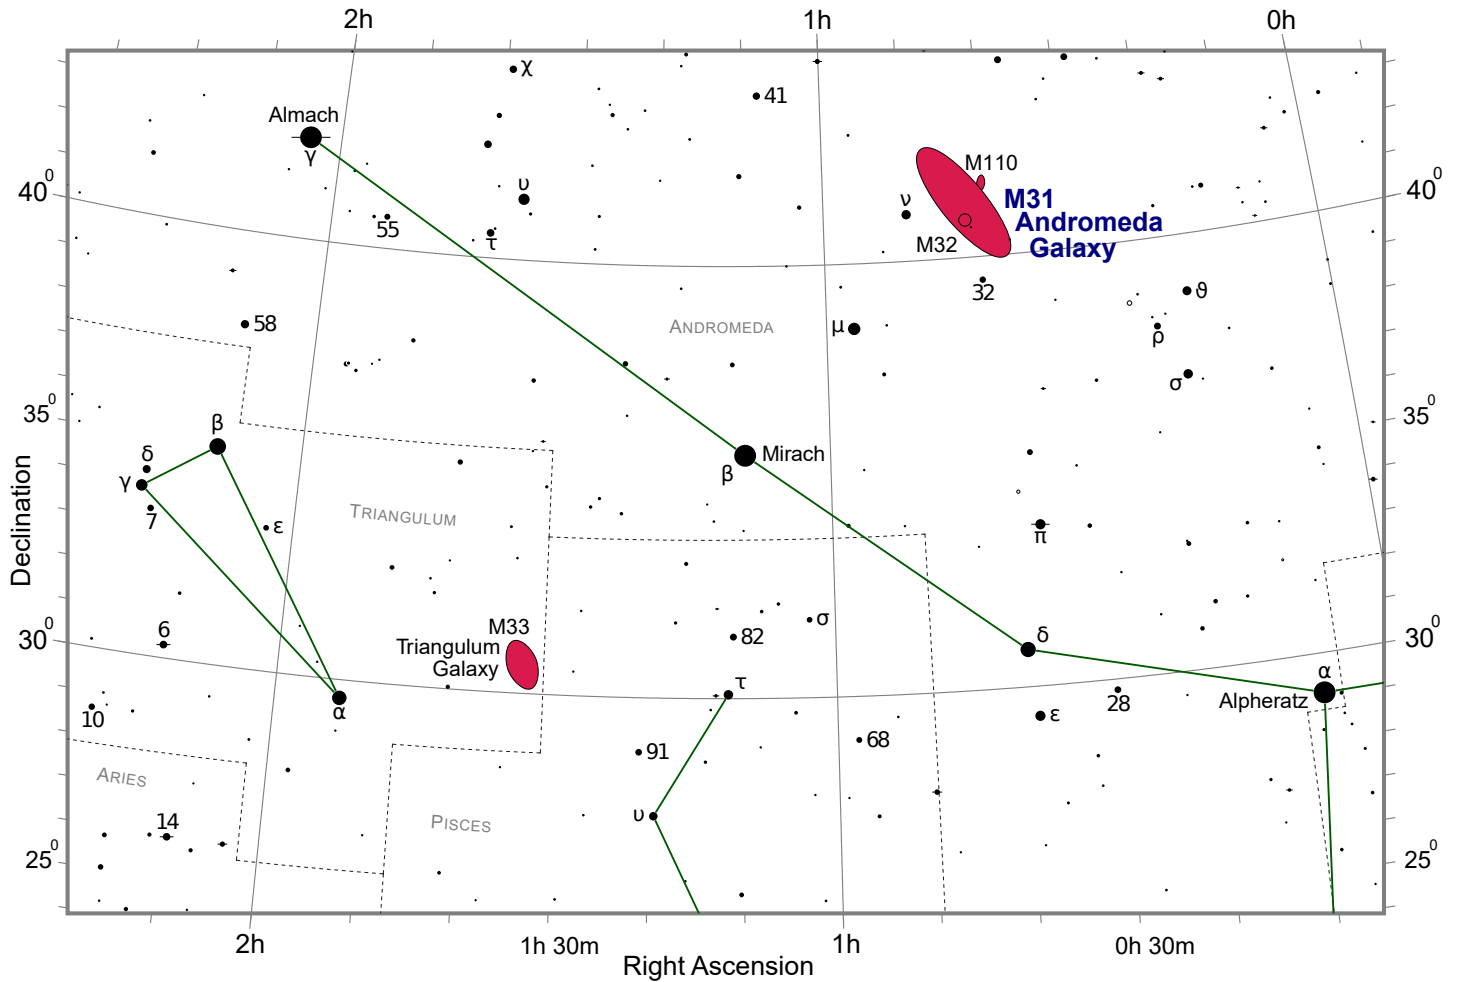 2h
1h
0h
χ
41
Almach
γ
M110
40⁰
υ
ν
M31
40⁰
55
τ
M32
Andromeda
Galaxy
32
ϑ
58
ANDROMEDA
μ
ρ
σ
35⁰
β
35⁰
δ
Mirach
γ
β
7
ε
TRIANGULUM
π
Declination
6
M33
σ
30⁰
Triangulum
82
δ
30⁰
Galaxy
τ
α
10
α
28
Alpheratz
ε
91
68
ARIES
14
PISCES
υ
25⁰
25⁰
2h
1h 30m
1h
0h 30m
Right Ascension